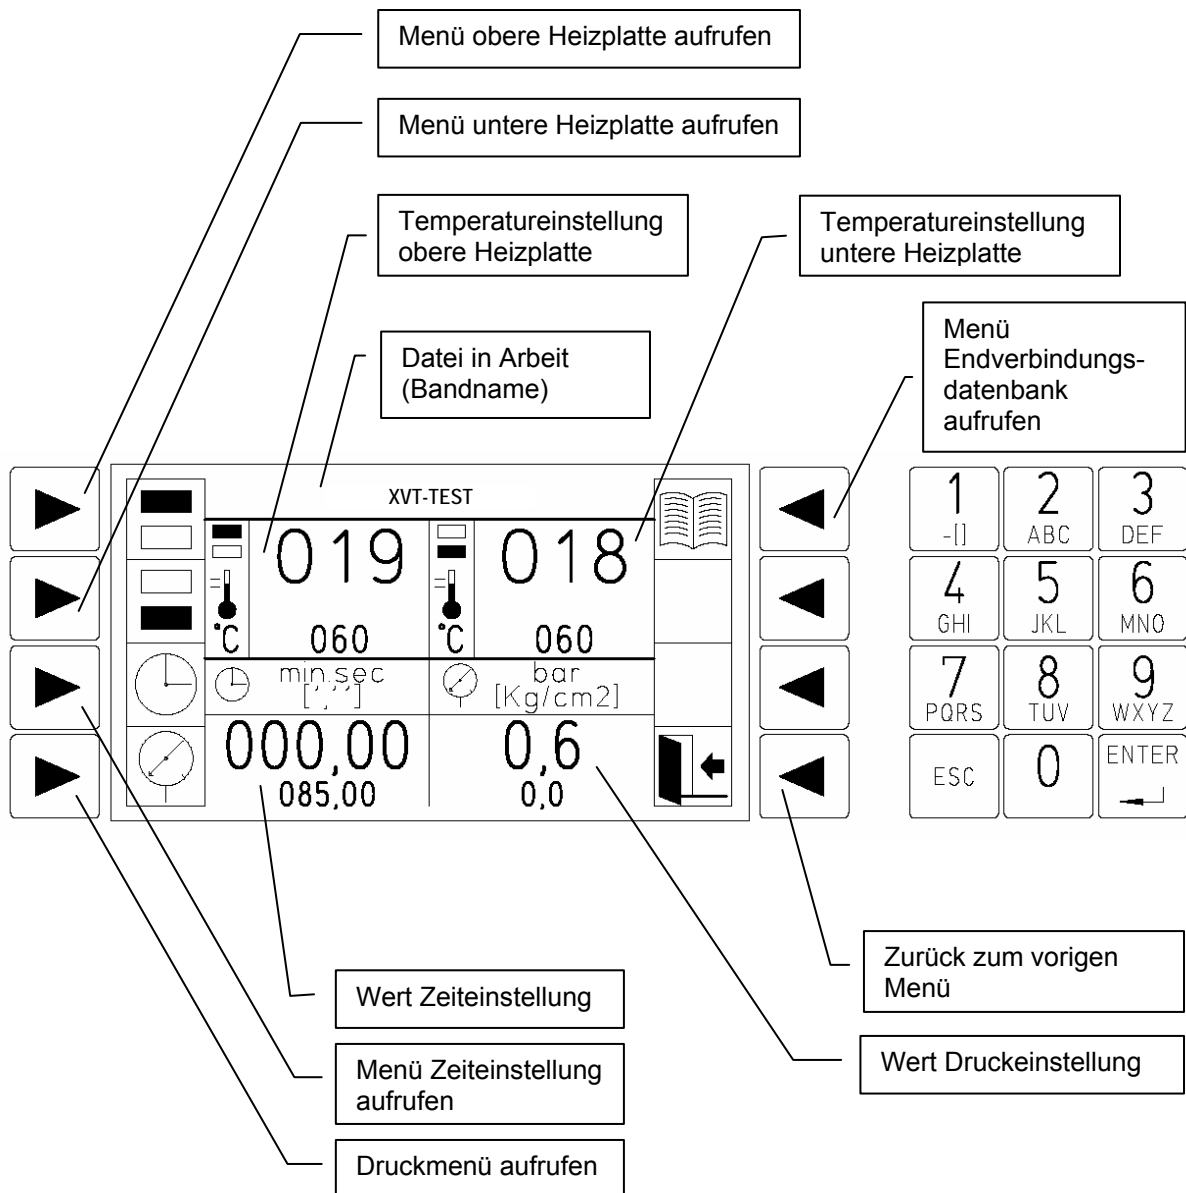 Menü obere Heizplatte aufrufen
Menü untere Heizplatte aufrufen
Temperatureinstellung
obere Heizplatte
Temperatureinstellung
untere Heizplatte
Datei in Arbeit
(Bandname)
Menü
Endverbindungs-
datenbank
aufrufen
XVT-TEST
019
018
°C
060
°C
060
min.sec
[′,′′]
bar
[Kg/cm2]
000,00
0,6
085,00
0,0
1
-[]
2
ABC
3
DEF
4
GHI
5
JKL
6
MNO
7
PQRS
8
TUV
9
WXYZ
ESC
0
ENTER
Wert Zeiteinstellung
Zurück zum vorigen
Menü
Menü Zeiteinstellung
aufrufen
Wert Druckeinstellung
Druckmenü aufrufen